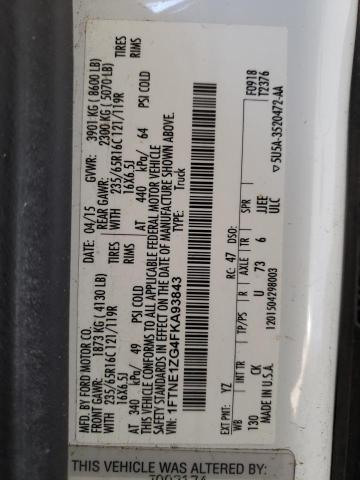 MFD. BY FORD MOTOR CO.
DATE: 04/15 GVWR: 3901 KG ( 8600 LB)
FRONT GAWR: 1873 KG ( 4130 LB) REAR GAWR: 2300 KG ( 5070 LB)
WITH 235/65R16C 121/119R TIRES WITH 235/65R16C 121/119R TIRES
16X6.5J RIMS 16X6.5J RIMS
AT 340 kPa/ 49 PSI COLD AT 440 kPa/ 64 PSI COLD
THIS VEHICLE CONFORMS TO ALL APPLICABLE FEDERAL MOTOR VEHICLE
SAFETY STANDARDS IN EFFECT ON THE DATE OF MANUFACTURE SHOWN ABOVE.
VIN: 1FTNE1ZG4FKA93843
TYPE: Truck
F0918
T2376
EXT PNT: YZ RC: 47 DSO:
WB INT TR TP/PS R AXLE TR SPR
130 CE U 73 6 JJEE
ULC
MADE IN U.S.A. 1201504298003 5U5A-3520472-AA
THIS VEHICLE WAS ALTERED BY: